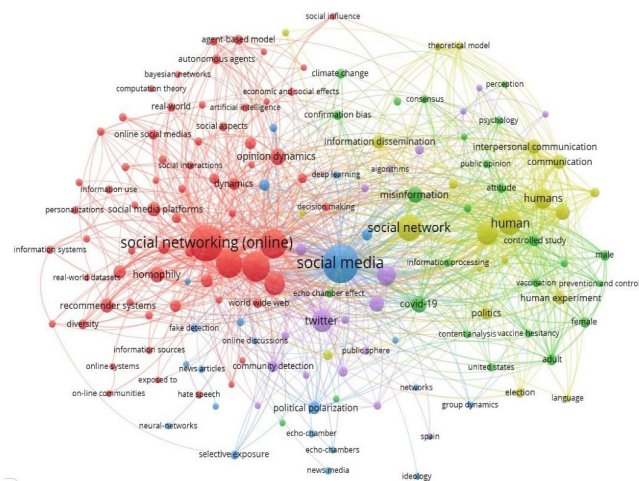 social influence
agent-based model
theoretical model
autonomous agents
bayesian networks
climate change
perception
computation theory
economic and social effects
real-world
artificial intelligence
consensus
confirmation bias
psychology
online social medias
social aspects
information dissemination
interpersonal communication
opinion dynamics
communication
social interactions
algorithms
public opinion
deep learning
dynamics
information use
misinformation
attitude
humans
personalizations
social media platforms
decision making
social network
human
social networking (online)
controlled study
information systems
social media
male
information processing
real-world datasets
homophily
vaccination
prevention and control
echo chamber effect
human experiment
recommender systems
world wide web
covid-19
politics
diversity
twitter
female
fake detection
content analysis
vaccine hesitancy
online discussions
information sources
public sphere
adult
online systems
news articles
community detection
united states
exposed to
on-line communities
hate speech
networks
election
language
political polarization
group dynamics
neural-networks
echo-chamber
spain
selective exposure
echo-chambers
news media
ideology